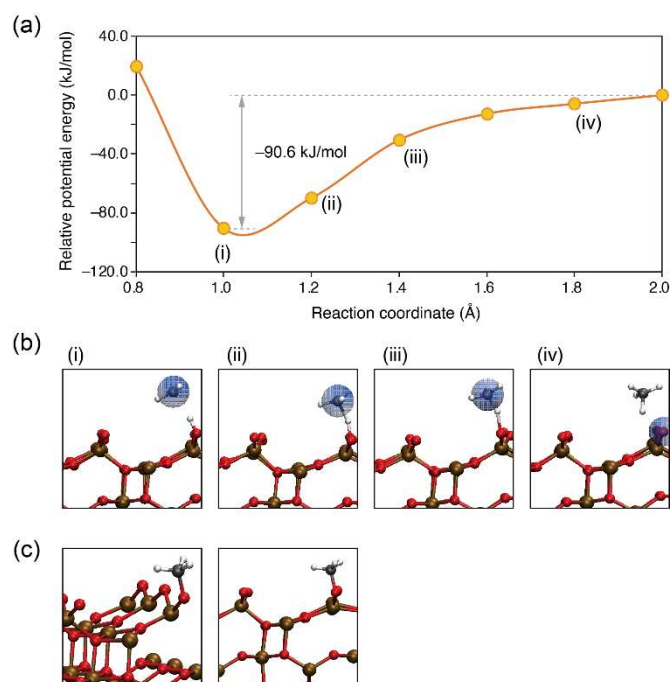 (a)
Relative potential energy (kJ/mol)
40.0
0.0
−40.0
−80.0
−120.0
−90.6 kJ/mol
(i)
(ii)
(iii)
(iv)
0.8 1.0 1.2 1.4 1.6 1.8 2.0
Reaction coordinate (Å)
(b)
(i) (ii) (iii) (iv)
(c)